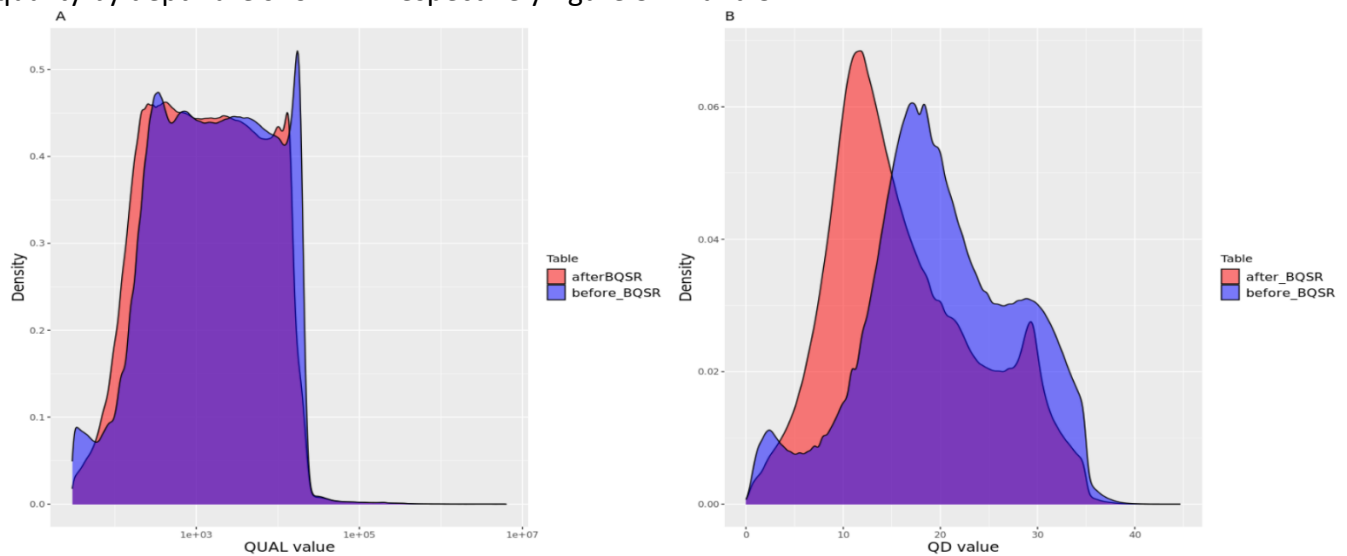 A
B
0.5
0.4
0.3
0.2
0.1
0.0
Density
1e+03
1e+05
1e+07
QUAL value
Table
afterBQSR
before_BQSR
0.06
0.04
0.02
0.00
Density
0
10
20
30
40
QD value
Table
after_BQSR
before_BQSR